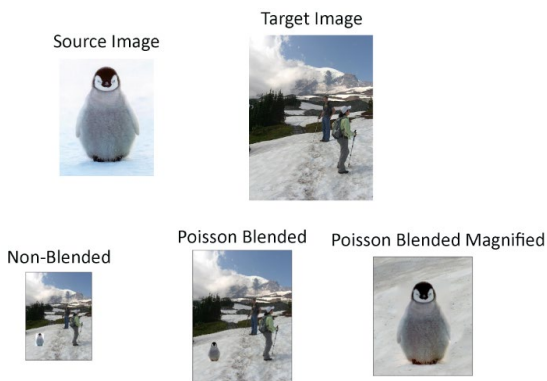 Source Image
Target Image
Non-Blended
Poisson Blended
Poisson Blended Magnified